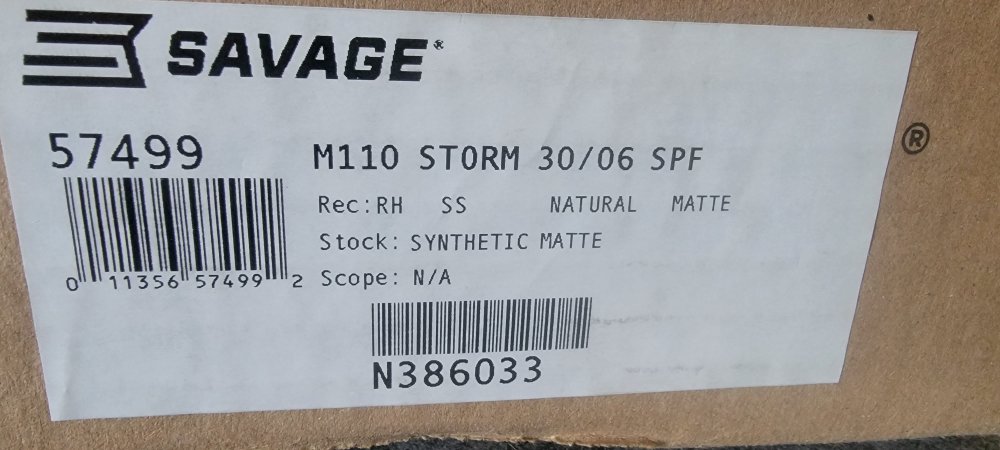 SAVAGE®
57499
M110 STORM 30/06 SPF
Rec: RH SS NATURAL MATTE
Stock: SYNTHETIC MATTE
0 11356 57499 2
Scope: N/A
N386033
®